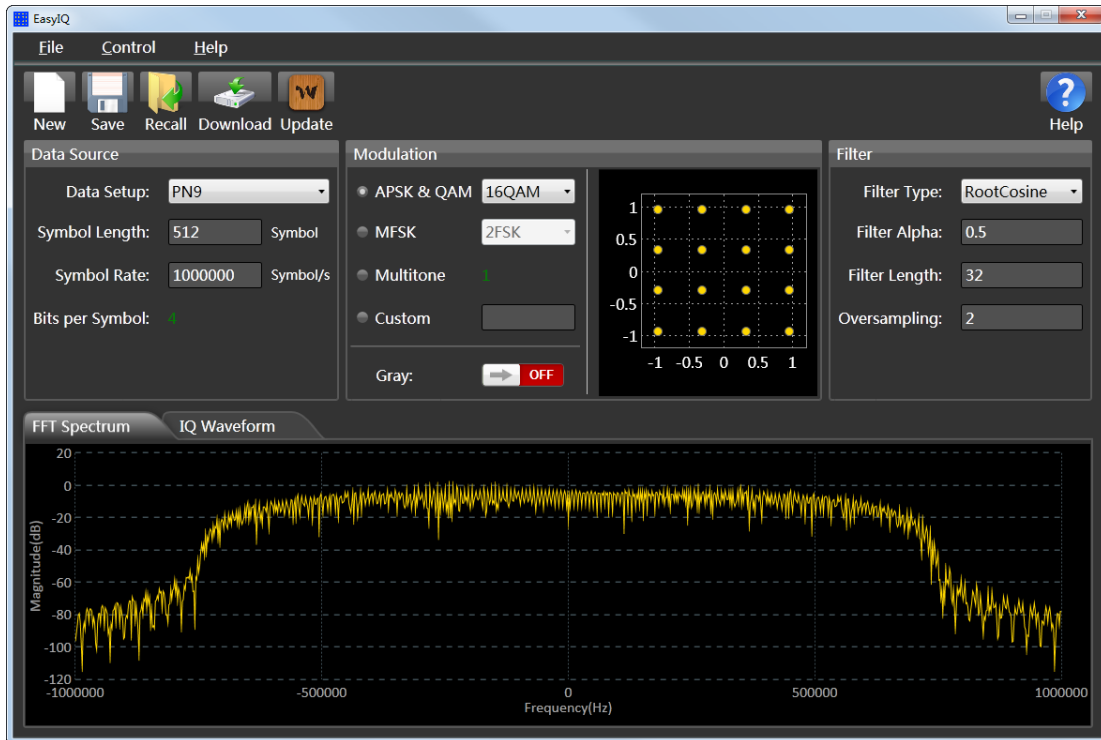 EasyIQ
File Control Help
New Save Recall Download Update Help
Data Source
Data Setup: PN9
Symbol Length: 512 Symbol
Symbol Rate: 1000000 Symbol/s
Bits per Symbol: 4
Modulation
APSK & QAM 16QAM
MFSK 2FSK
Multitone 1
Custom
Gray: OFF
1
0.5
0
-0.5
-1
-1 -0.5 0 0.5 1
Filter
Filter Type: RootCosine
Filter Alpha: 0.5
Filter Length: 32
Oversampling: 2
FFT Spectrum IQ Waveform
Magnitude(dB)
20
0
-20
-40
-60
-80
-100
-120
-1000000 -500000 0 500000 1000000
Frequency(Hz)